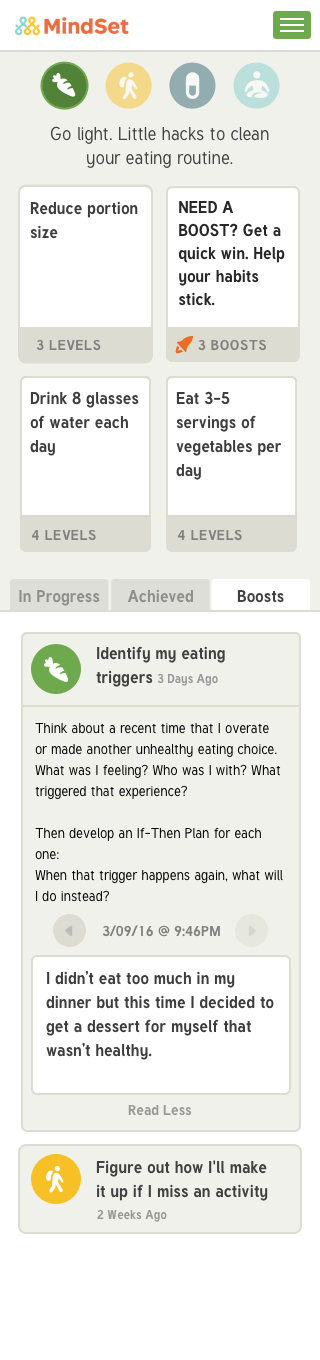 MindSet
Go light. Little hacks to clean
your eating routine.
Reduce portion
size
3 LEVELS
NEED A
BOOST? Get a
quick win. Help
your habits
stick.
3 BOOSTS
Drink 8 glasses
of water each
day
4 LEVELS
Eat 3-5
servings of
vegetables per
day
4 LEVELS
In Progress
Achieved
Boosts
Identify my eating
triggers 3 Days Ago
Think about a recent time that I overate
or made another unhealthy eating choice.
What was I feeling? Who was I with? What
triggered that experience?
Then develop an If-Then Plan for each
one:
When that trigger happens again, what will
I do instead?
3/09/16 @ 9:46PM
I didn't eat too much in my
dinner but this time I decided to
get a dessert for myself that
wasn't healthy.
Read Less
Figure out how I'll make
it up if I miss an activity
2 Weeks Ago